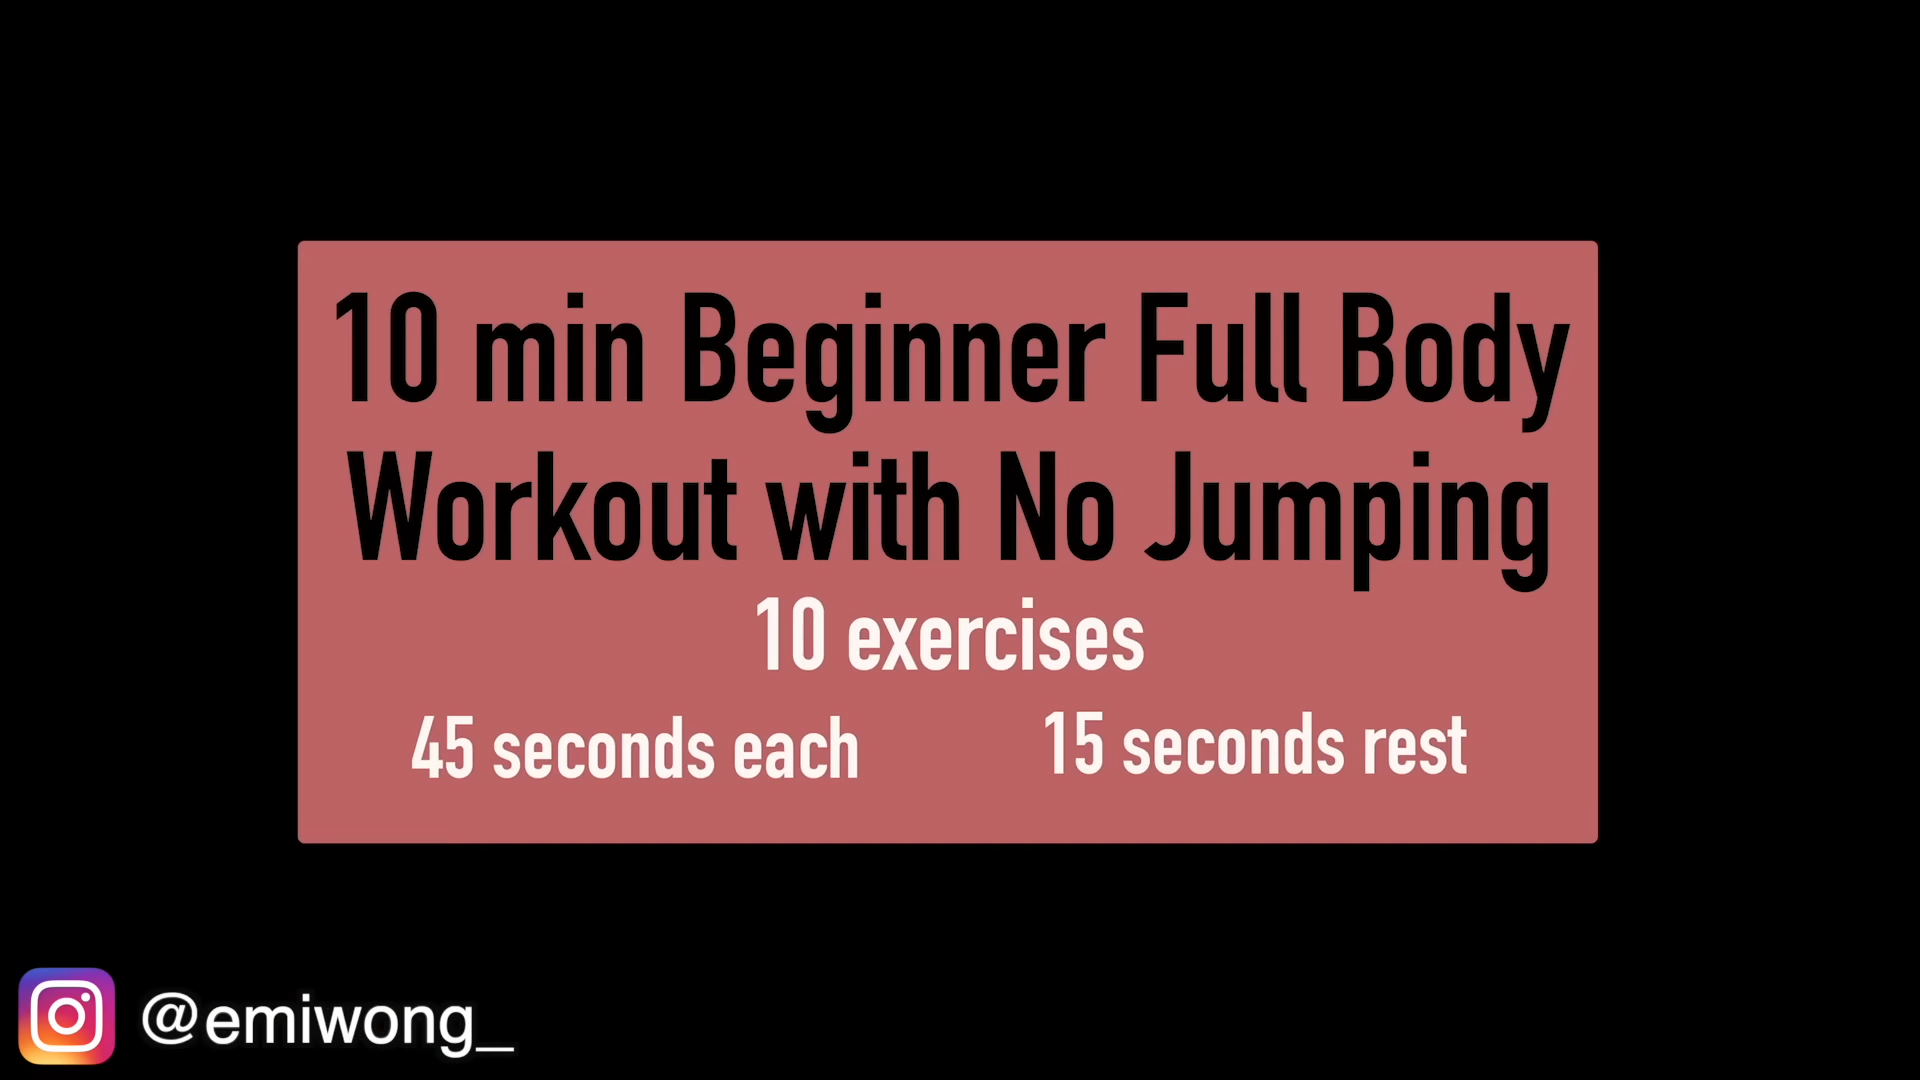 10 min Beginner Full Body
Workout with No Jumping
10 exercises
45 seconds each
15 seconds rest
@emiwong_